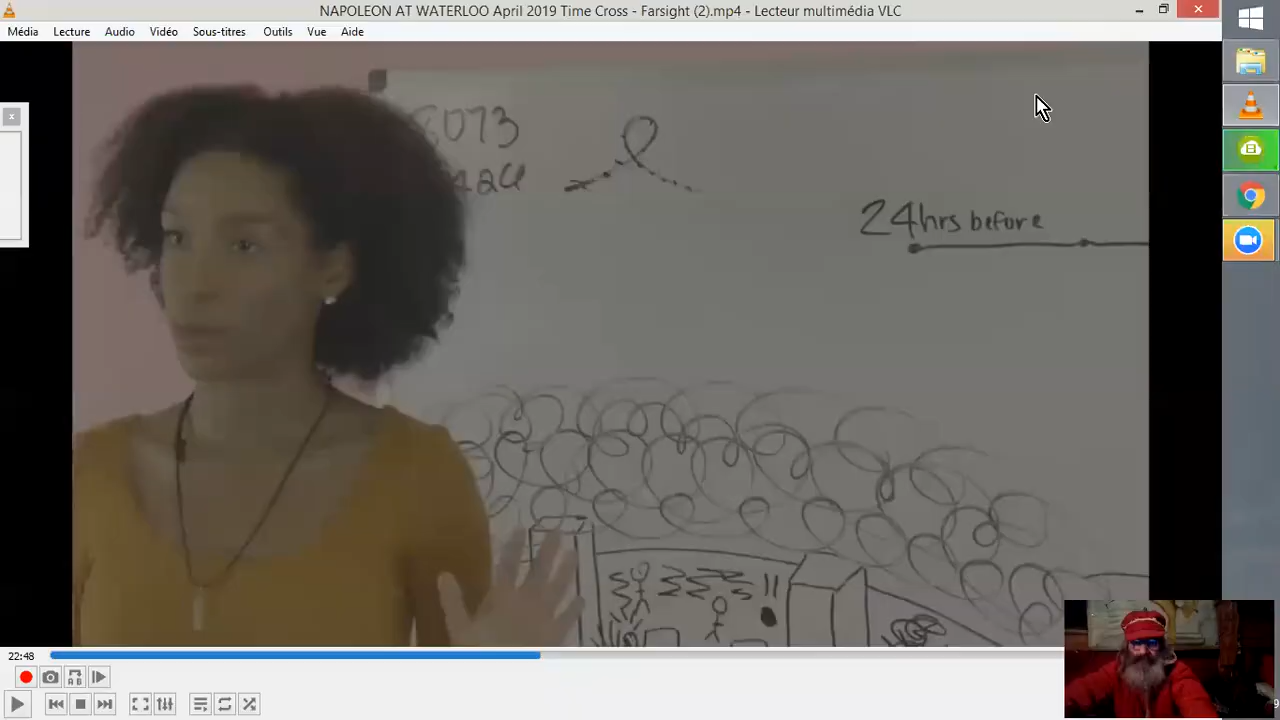 NAPOLEON AT WATERLOO April 2019 Time Cross - Farsight (2).mp4 - Lecteur multimédia VLC
Média Lecture Audio Vidéo Sous-titres Outils Vue Aide
8073
24hrs before
22:48